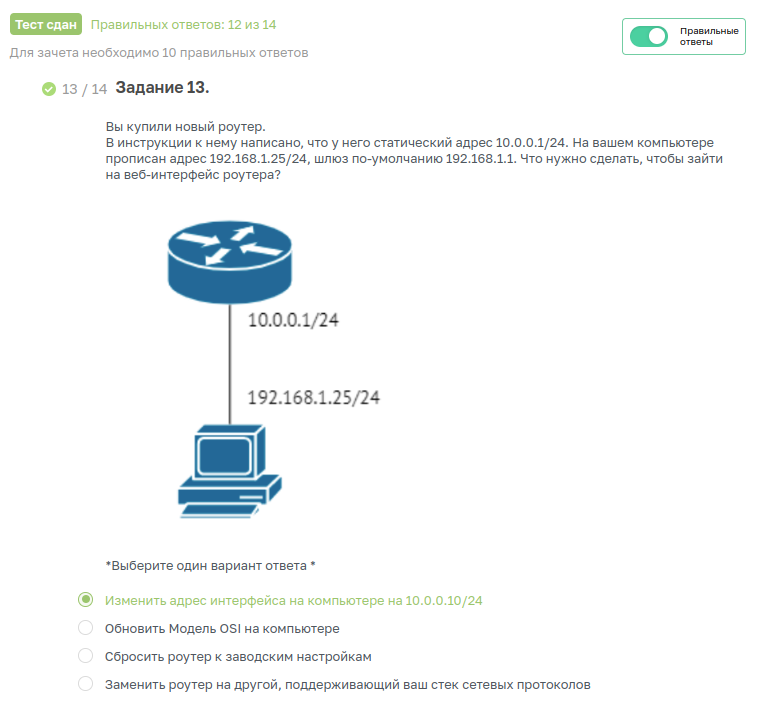 Тест сдан Правильных ответов: 12 из 14
Правильные
ответы
Для зачета необходимо 10 правильных ответов
13 / 14 Задание 13.
Вы купили новый роутер.
В инструкции к нему написано, что у него статический адрес 10.0.0.1/24. На вашем компьютере
прописан адрес 192.168.1.25/24, шлюз по-умолчанию 192.168.1.1. Что нужно сделать, чтобы зайти
на веб-интерфейс роутера?
10.0.0.1/24
192.168.1.25/24
*Выберите один вариант ответа *
Изменить адрес интерфейса на компьютере на 10.0.0.10/24
Обновить Модель OSI на компьютере
Сбросить роутер к заводским настройкам
Заменить роутер на другой, поддерживающий ваш стек сетевых протоколов